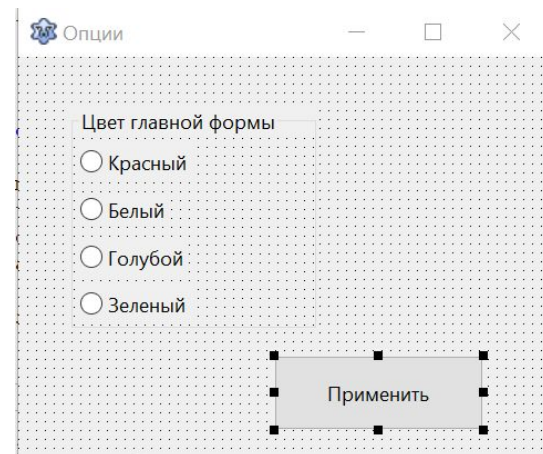 Опции
Цвет главной формы
Красный
Белый
Голубой
Зеленый
Применить